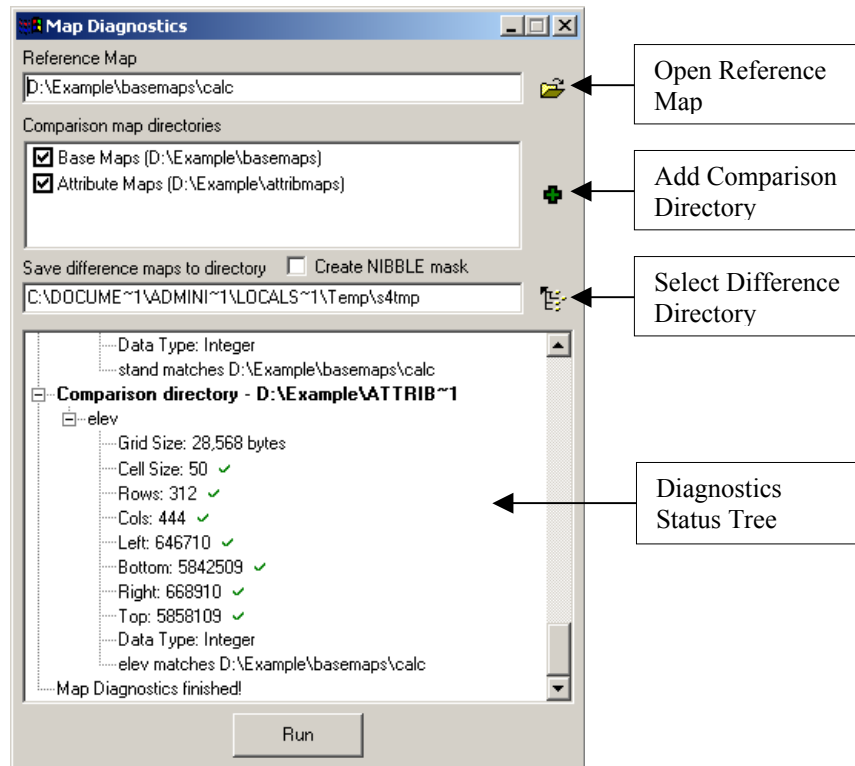 Map Diagnostics
Reference Map
D:\Example\basemaps\calc
Open Reference
Map
Comparison map directories
Base Maps (D:\Example\basemaps)
Attribute Maps (D:\Example\attribmaps)
Add Comparison
Directory
Save difference maps to directory
Create NIBBLE mask
C:\DOCUME~1\ADMINI~1\LOCALS~1\Temp\s4tmp
Select Difference
Directory
Data Type: Integer
stand matches D:\Example\basemaps\calc
Comparison directory - D:\Example\ATTRIB~1
elev
Grid Size: 28,568 bytes
Cell Size: 50
Rows: 312
Cols: 444
Left: 646710
Bottom: 5842509
Right: 668910
Top: 5858109
Data Type: Integer
elev matches D:\Example\basemaps\calc
Map Diagnostics finished!
Diagnostics
Status Tree
Run